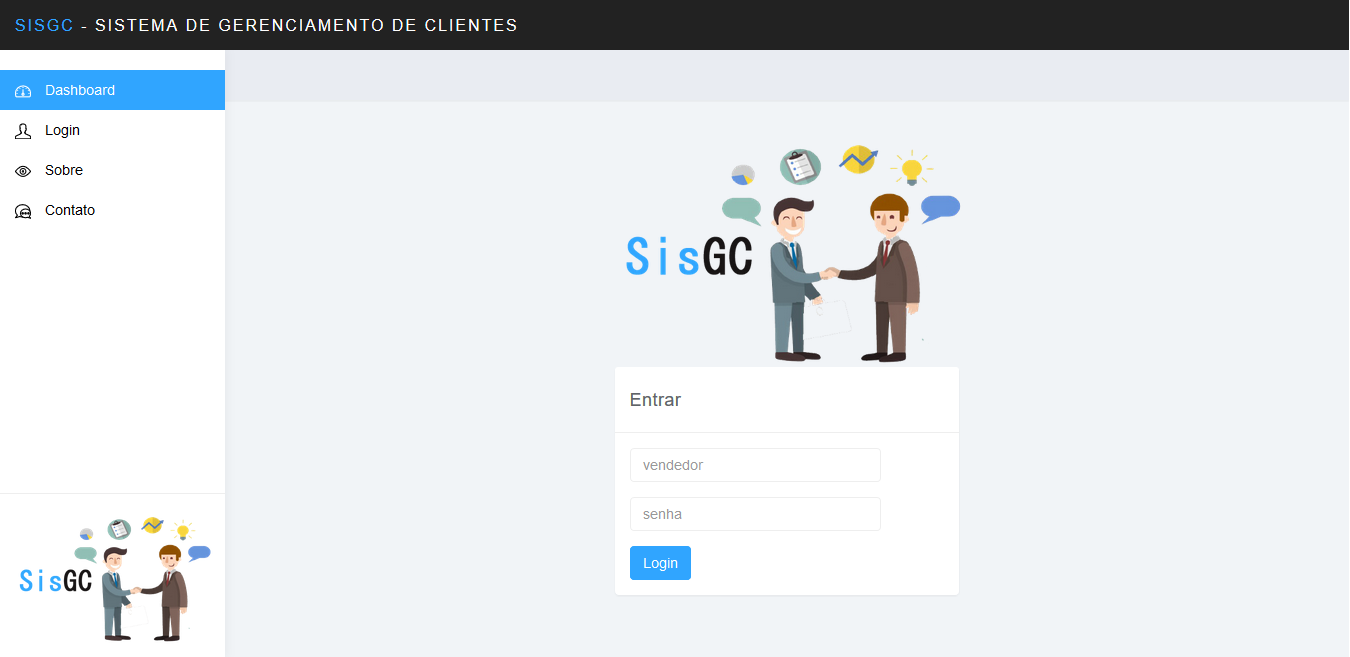 SISGC - SISTEMA DE GERENCIAMENTO DE CLIENTES
Dashboard
Login
Sobre
Contato
SisGC
Entrar
vendedor
senha
Login
SisGC